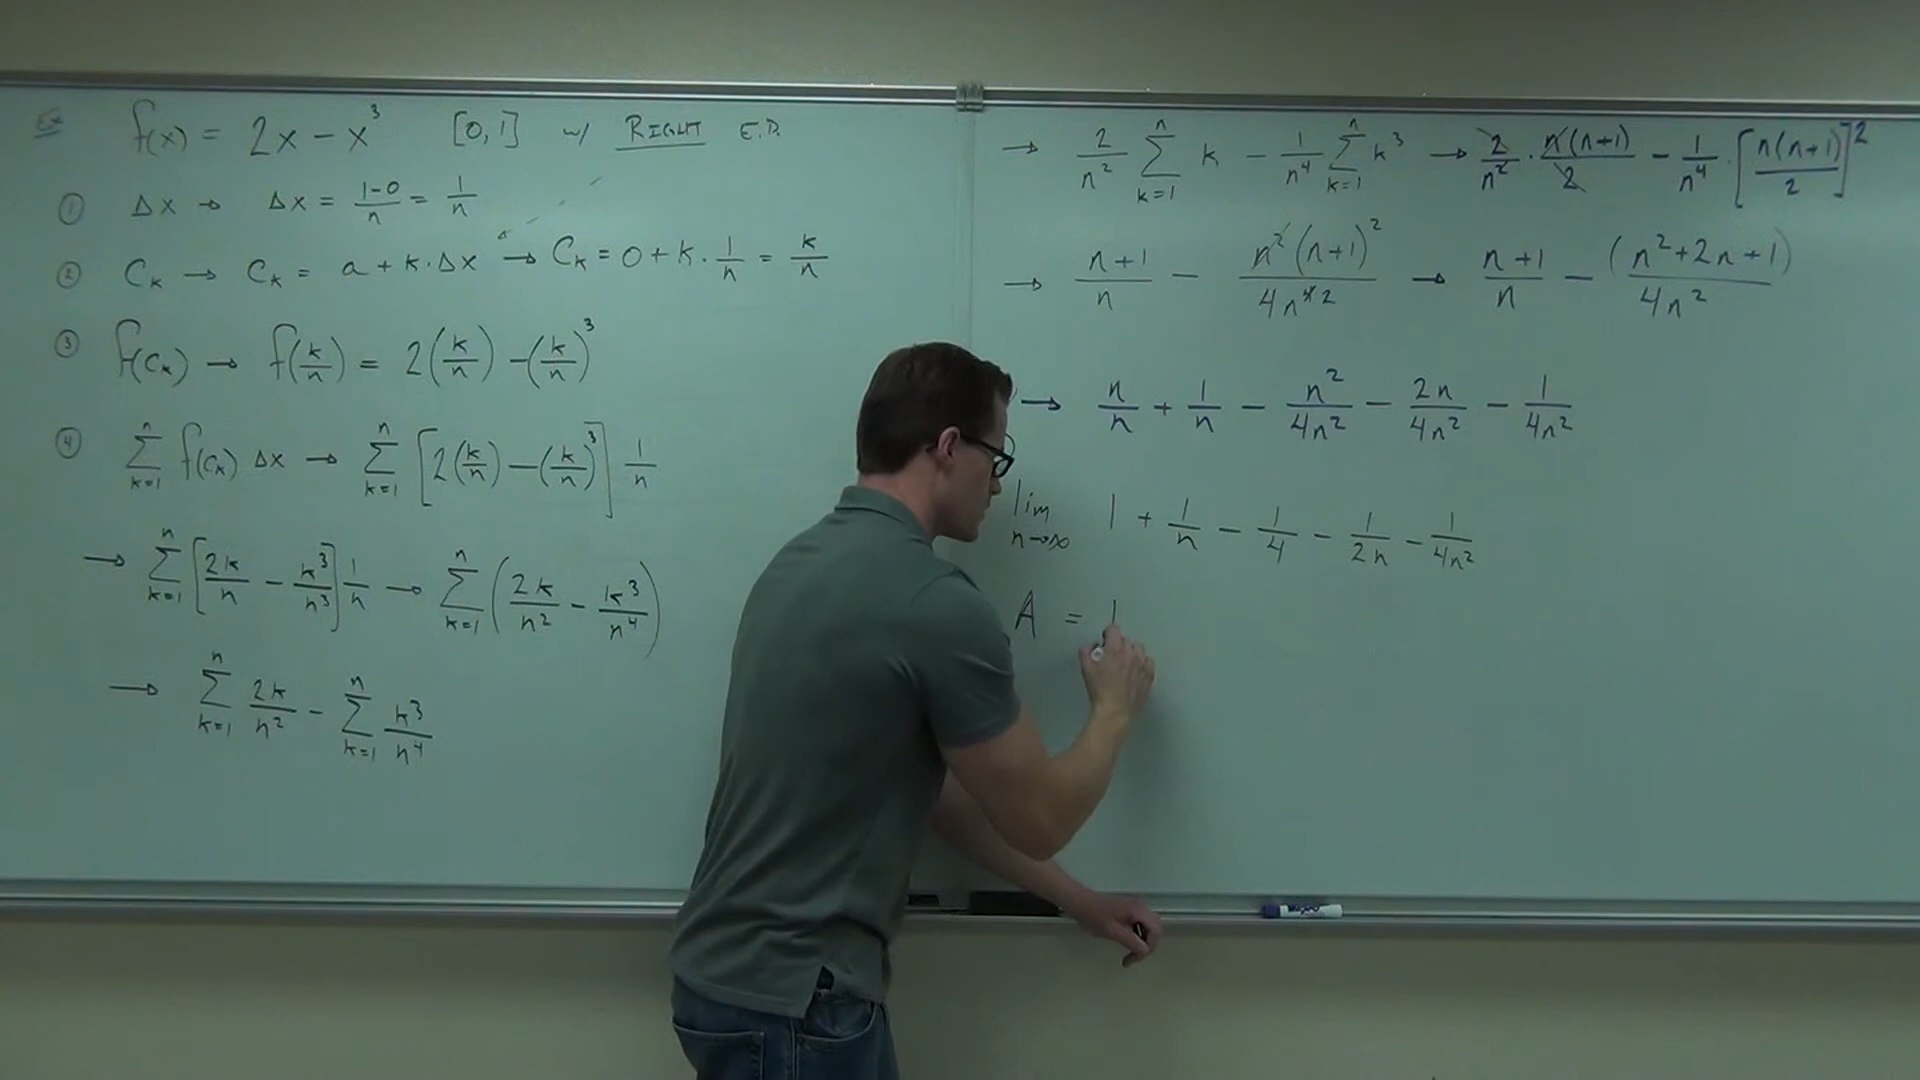 Ex f(x) = 2x − x³ [0,1] w/ RIGHT E.P.
① Δx → Δx = (1−0)/n = 1/n
② Cₖ → Cₖ = a + k·Δx → Cₖ = 0 + k·1/n = k/n
③ f(Cₖ) → f(k/n) = 2(k/n) − (k/n)³
④ Σₖ₌₁ⁿ f(Cₖ) Δx → Σₖ₌₁ⁿ [2(k/n) − (k/n)³] 1/n
→ Σₖ₌₁ⁿ [2k/n − k³/n³] 1/n → Σₖ₌₁ⁿ (2k/n² − k³/n⁴)
→ Σₖ₌₁ⁿ 2k/n² − Σₖ₌₁ⁿ k³/n⁴
→ 2/n² Σₖ₌₁ⁿ k − 1/n⁴ Σₖ₌₁ⁿ k³ → 2/n² · n(n+1)/2 − 1/n⁴ · [n(n+1)/2]²
→ (n+1)/n − n²(n+1)²/4n⁴ ² → (n+1)/n − (n²+2n+1)/4n²
→ n/n + 1/n − n²/4n² − 2n/4n² − 1/4n²
lim n→∞ 1 + 1/n − 1/4 − 1/2n − 1/4n²
A = 1